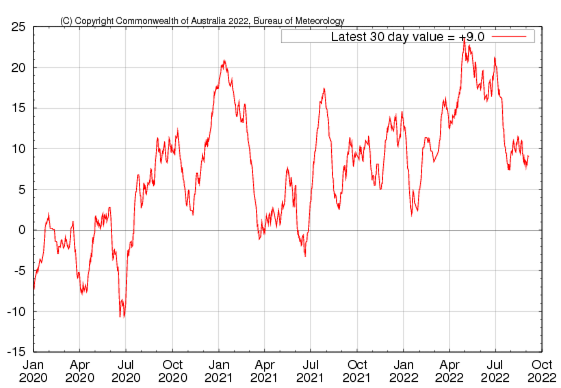 (C) Copyright Commonwealth of Australia 2022, Bureau of Meteorology
Latest 30 day value = +9.0
25
20
15
10
5
0
-5
-10
-15
Jan Apr Jul Oct Jan Apr Jul Oct Jan Apr Jul Oct
2020 2020 2020 2020 2021 2021 2021 2021 2022 2022 2022 2022